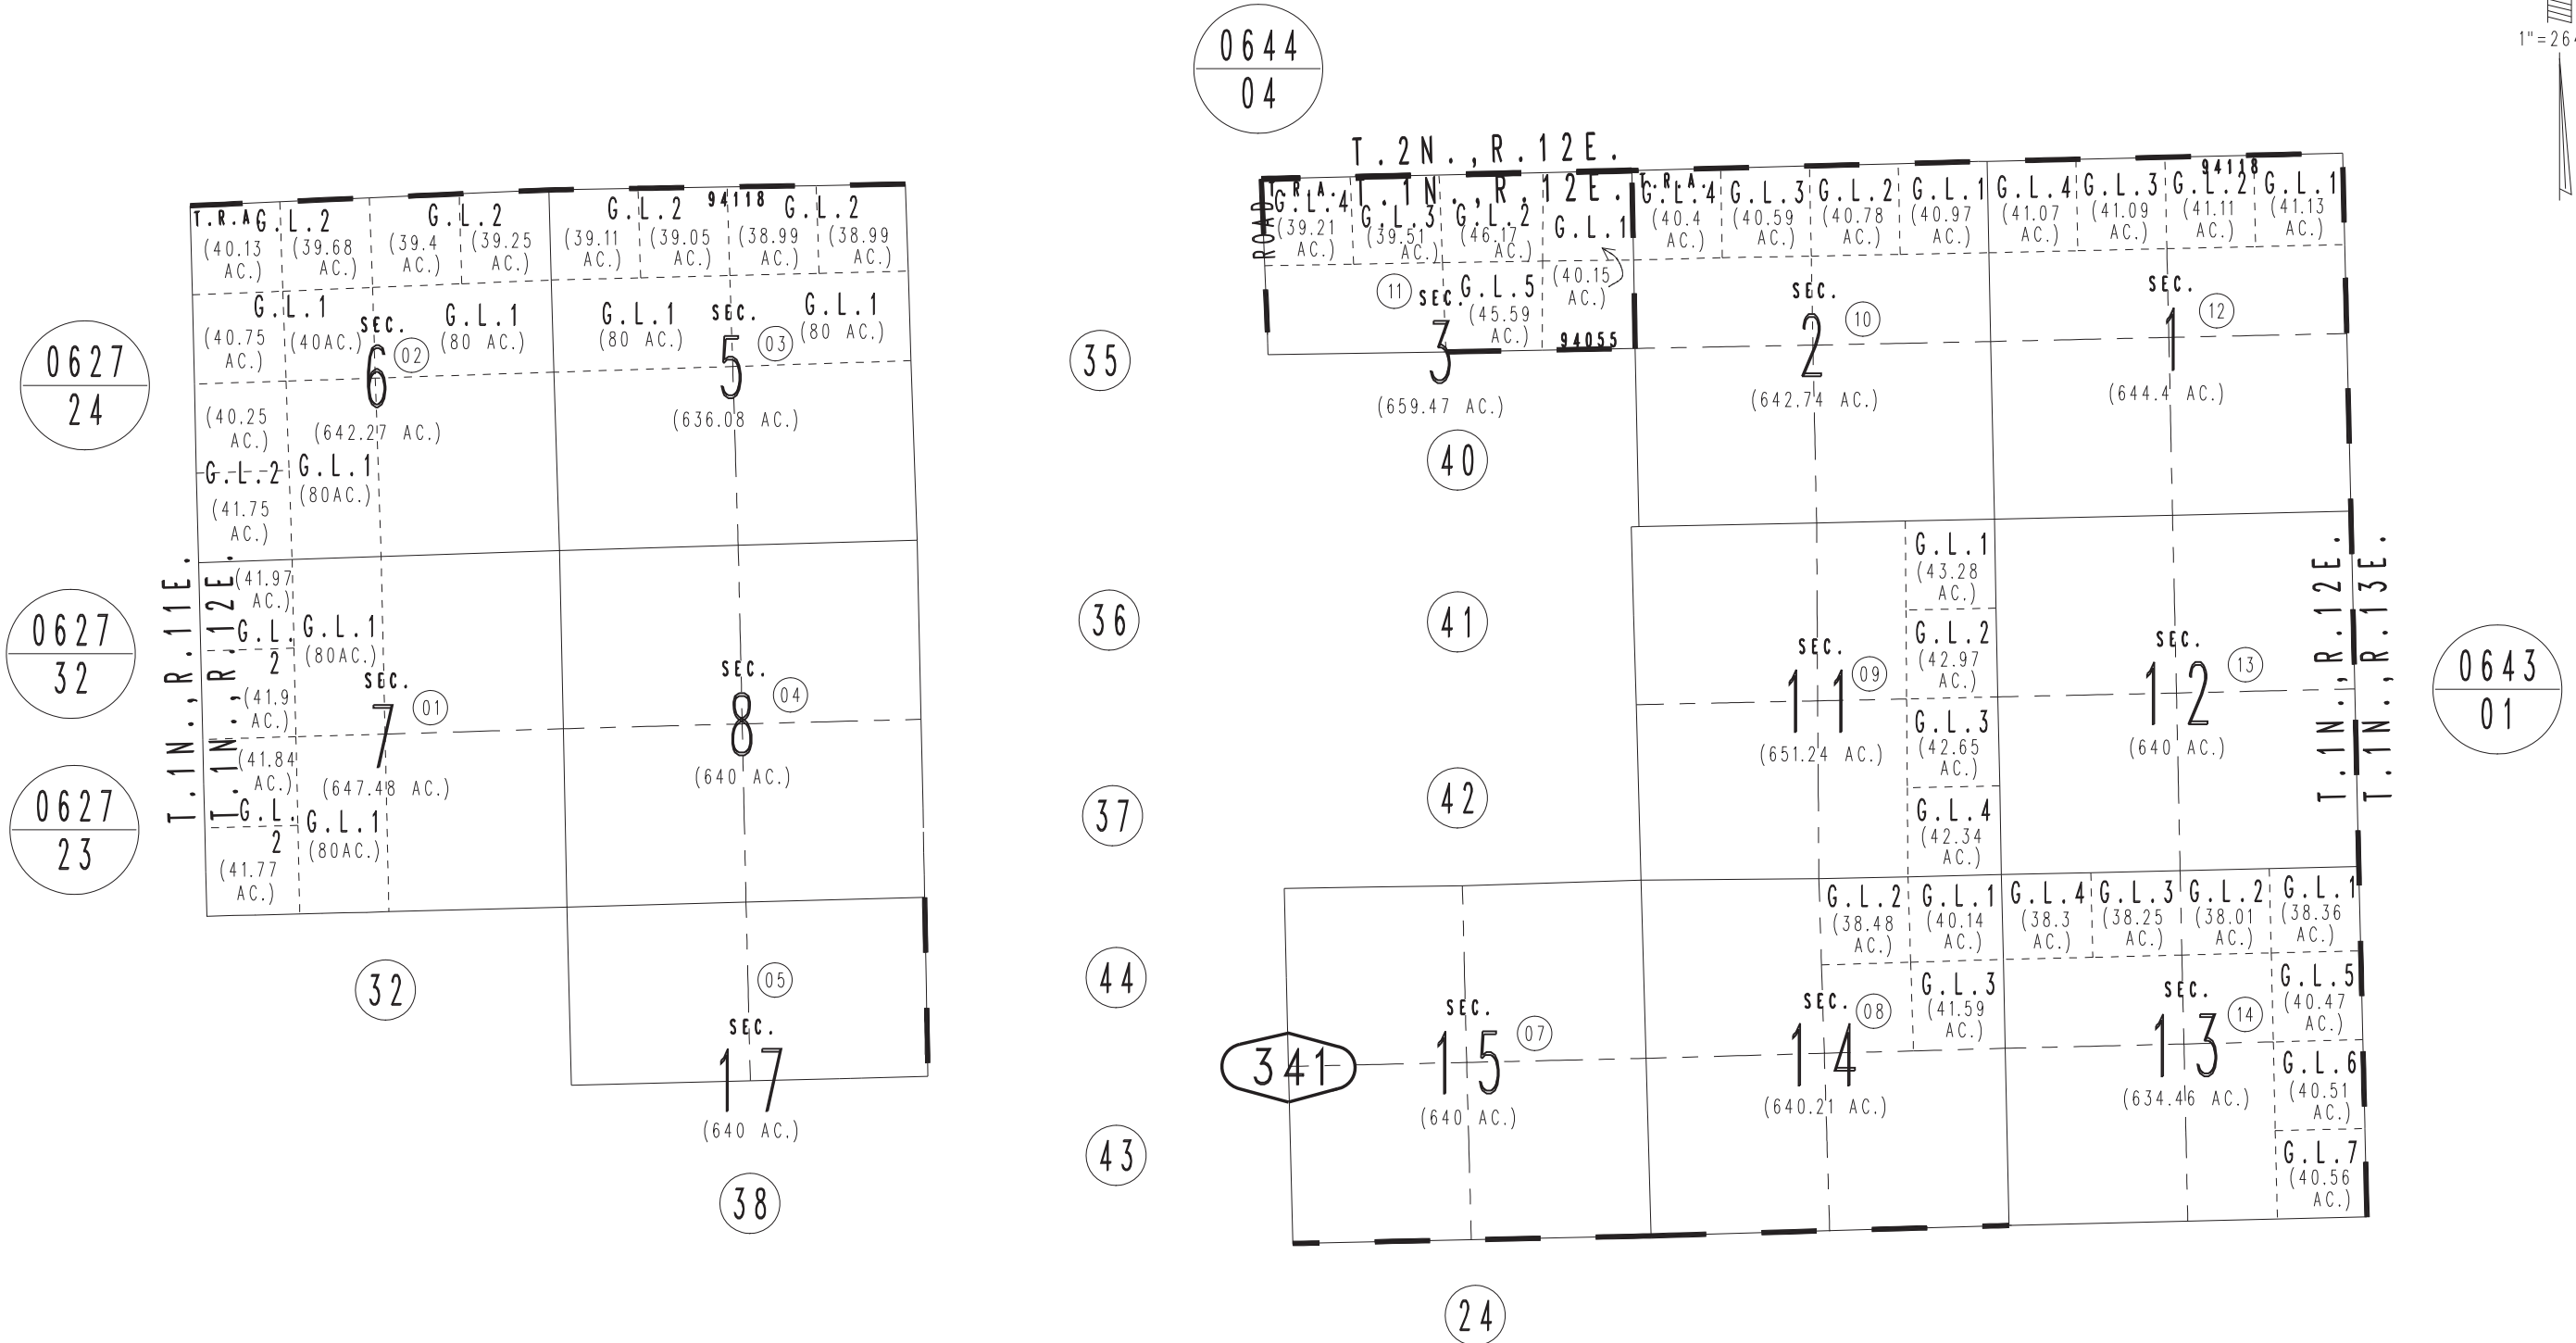 0644
04
1"=264
T.2N.,R.12E.
T.1N.,R.12E.
0627
24
0627
32
0627
23
T.1N.,R.11E.
T.1N.,R.12E.
T.R.A
G.L.2
(40.13 AC.)
(39.68 AC.)
G.L.2
(39.4 AC.)
(39.25 AC.)
G.L.1
(40.75 AC.)
(40AC.)
G.L.1
(80 AC.)
SEC.
6
02
(642.27 AC.)
(40.25 AC.)
G.L.2
(41.75 AC.)
G.L.1
(80AC.)
94118
G.L.2
(39.11 AC.)
(39.05 AC.)
G.L.2
(38.99 AC.)
(38.99 AC.)
G.L.1
(80 AC.)
G.L.1
(80 AC.)
SEC.
5
03
(636.08 AC.)
(41.97 AC.)
G.L.
2
(41.9 AC.)
G.L.1
(80AC.)
SEC.
7
01
(647.48 AC.)
(41.84 AC.)
G.L.
2
(41.77 AC.)
G.L.1
(80AC.)
SEC.
8
04
(640 AC.)
05
SEC.
17
(640 AC.)
32
38
35
36
37
44
43
40
41
42
ROAD
T.R.A.
G.L.4
(39.21 AC.)
G.L.3
(39.51 AC.)
G.L.2
(46.17 AC.)
G.L.1
(40.15 AC.)
G.L.5
(45.59 AC.)
11
SEC.
3
94055
(659.47 AC.)
T.R.A.
G.L.4
(40.4 AC.)
G.L.3
(40.59 AC.)
G.L.2
(40.78 AC.)
G.L.1
(40.97 AC.)
SEC.
2
10
(642.74 AC.)
94118
G.L.4
(41.07 AC.)
G.L.3
(41.09 AC.)
G.L.2
(41.11 AC.)
G.L.1
(41.13 AC.)
SEC.
1
12
(644.4 AC.)
G.L.1
(43.28 AC.)
G.L.2
(42.97 AC.)
G.L.3
(42.65 AC.)
G.L.4
(42.34 AC.)
SEC.
11
09
(651.24 AC.)
SEC.
12
13
(640 AC.)
T.1N.,R.12E.
T.1N.,R.13E.
0643
01
341
SEC.
15
07
(640 AC.)
G.L.2
(38.48 AC.)
G.L.1
(40.14 AC.)
G.L.3
(41.59 AC.)
SEC.
14
08
(640.21 AC.)
G.L.4
(38.3 AC.)
G.L.3
(38.25 AC.)
G.L.2
(38.01 AC.)
G.L.1
(38.36 AC.)
G.L.5
(40.47 AC.)
G.L.6
(40.51 AC.)
G.L.7
(40.56 AC.)
SEC.
13
14
(634.46 AC.)
24